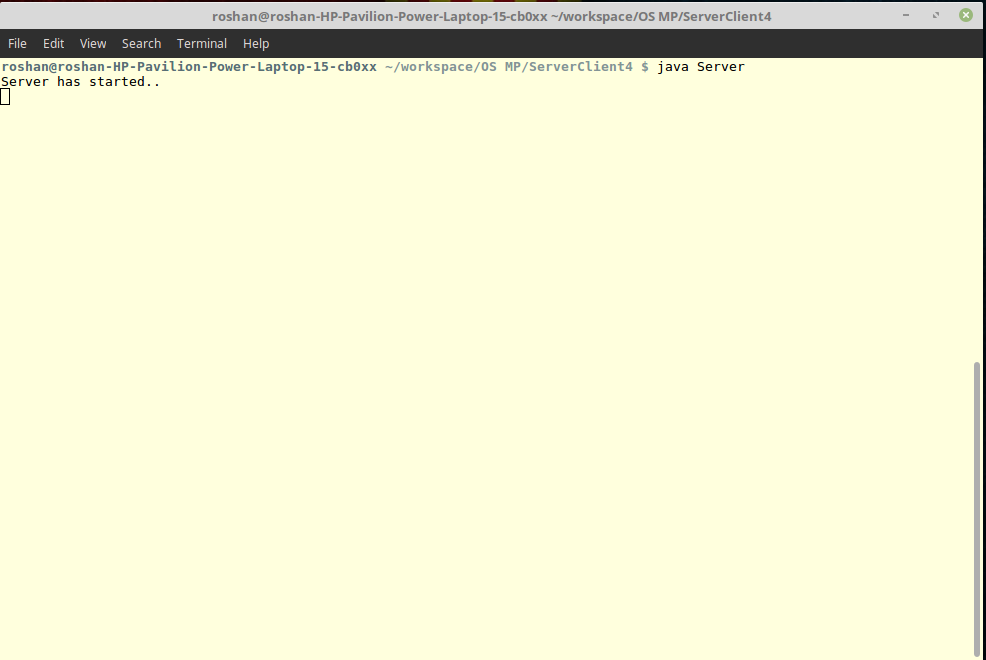 roshan@roshan-HP-Pavilion-Power-Laptop-15-cb0xx ~/workspace/OS MP/ServerClient4
File Edit View Search Terminal Help
roshan@roshan-HP-Pavilion-Power-Laptop-15-cb0xx ~/workspace/OS MP/ServerClient4 $ java Server
Server has started..